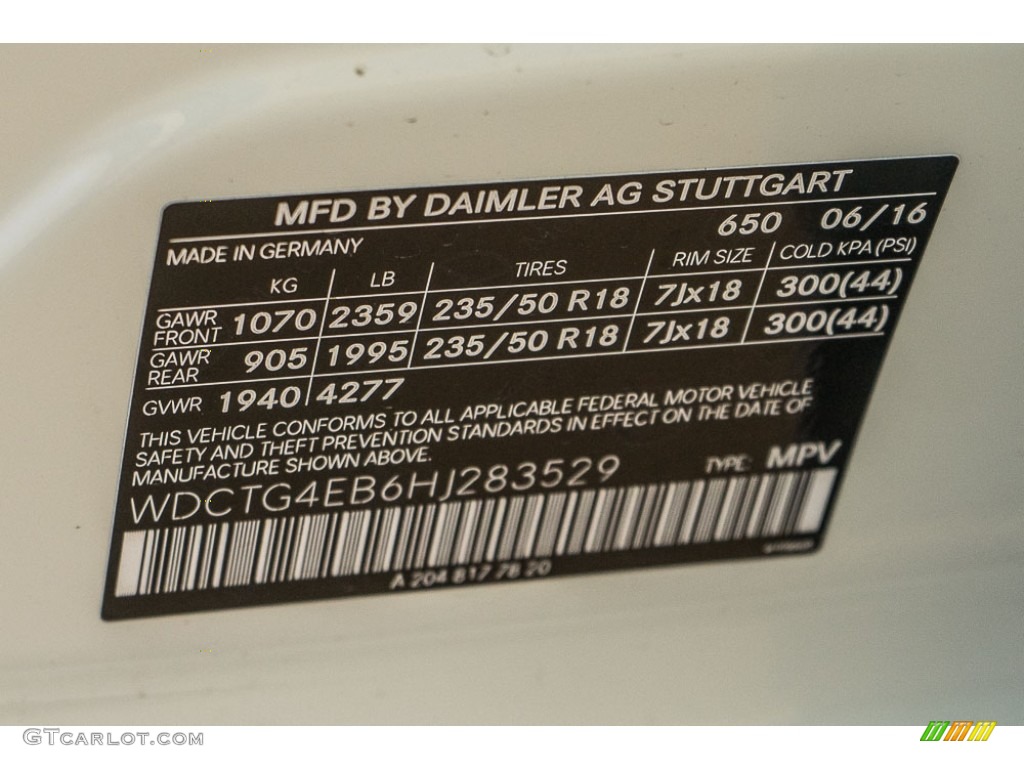 MFD BY DAIMLER AG STUTTGART
650 06/16
MADE IN GERMANY
KG LB TIRES RIM SIZE COLD KPA (PSI)
GAWR FRONT 1070 2359 235/50 R18 7Jx18 300(44)
GAWR REAR 905 1995 235/50 R18 7Jx18 300(44)
GVWR 1940 4277
THIS VEHICLE CONFORMS TO ALL APPLICABLE FEDERAL MOTOR VEHICLE
SAFETY AND THEFT PREVENTION STANDARDS IN EFFECT ON THE DATE OF
MANUFACTURE SHOWN ABOVE.
WDCTG4EB6HJ283529 TYPE: MPV
A 204 817 78 20
GTCARLOT.COM